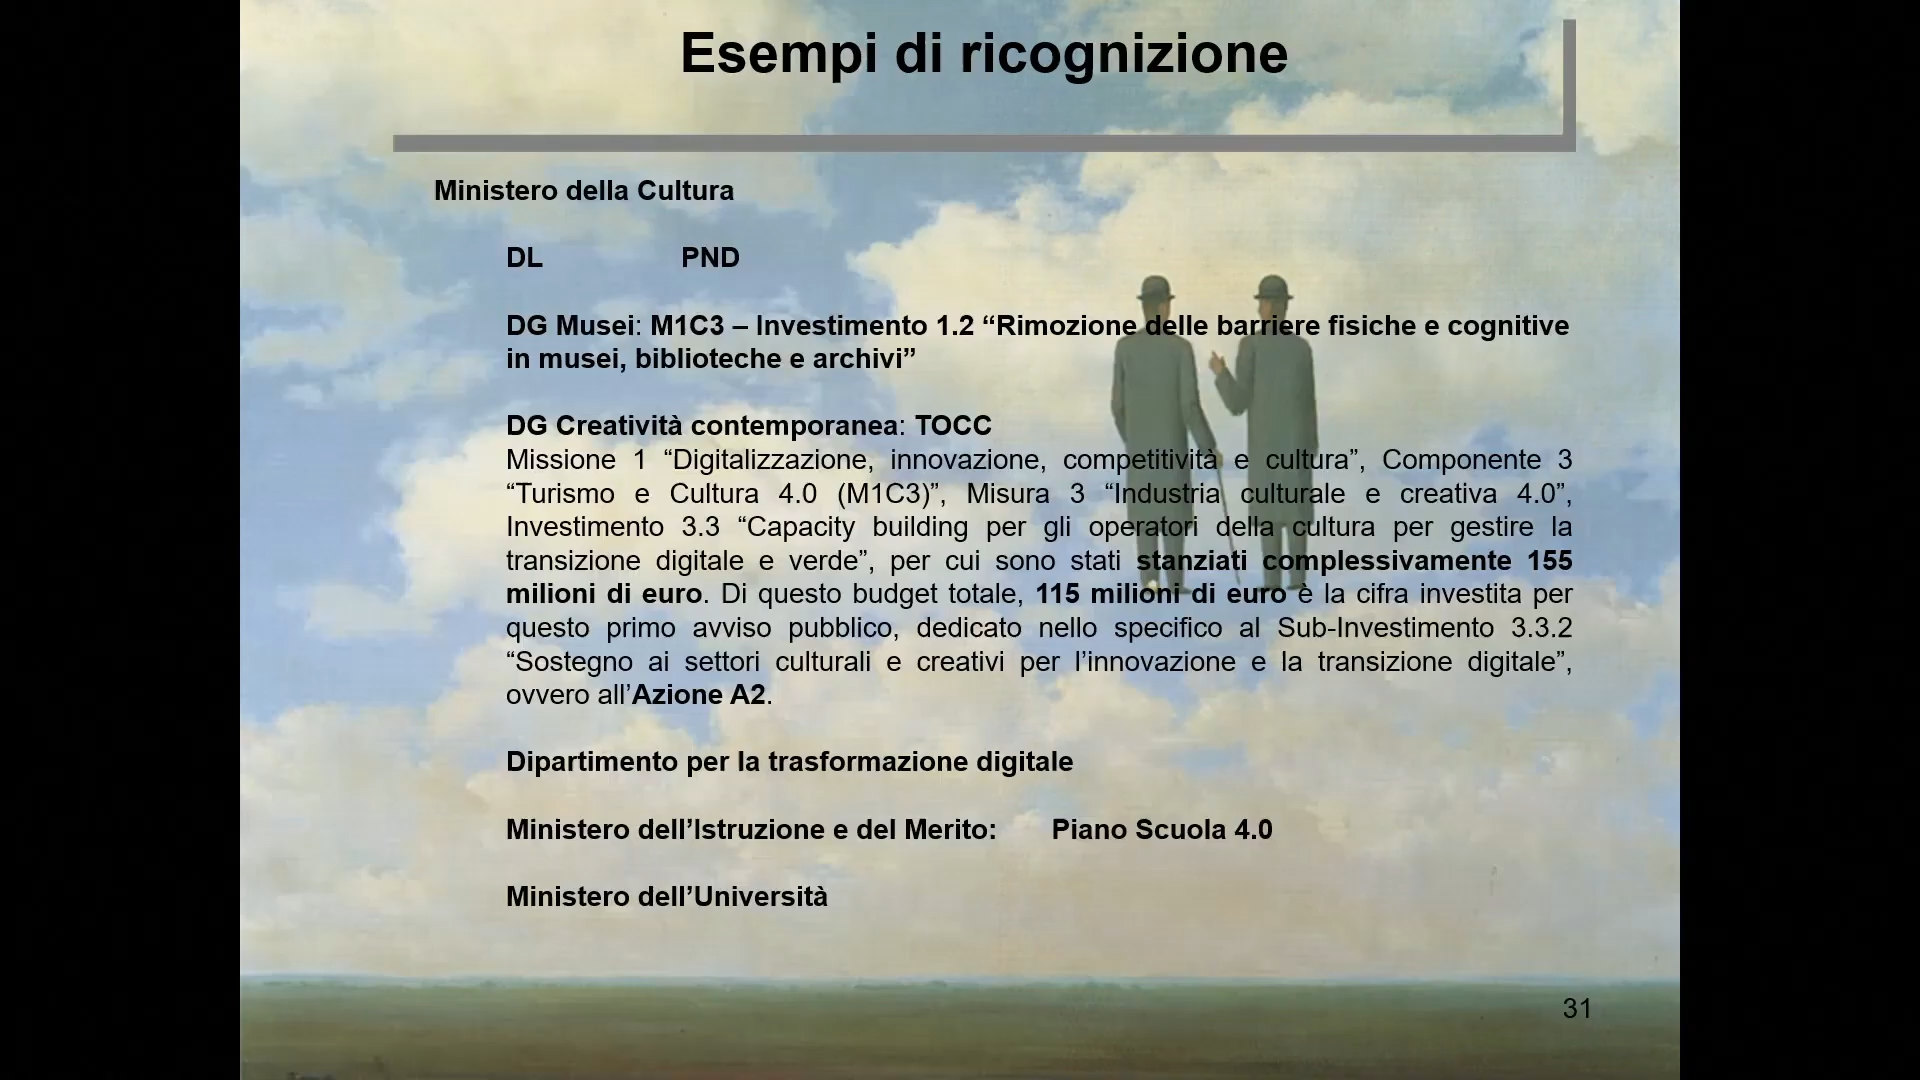 Esempi di ricognizione
Ministero della Cultura
DL PND
DG Musei: M1C3 – Investimento 1.2 “Rimozione delle barriere fisiche e cognitive
in musei, biblioteche e archivi”
DG Creatività contemporanea: TOCC
Missione 1 “Digitalizzazione, innovazione, competitività e cultura”, Componente 3
“Turismo e Cultura 4.0 (M1C3)”, Misura 3 “Industria culturale e creativa 4.0”,
Investimento 3.3 “Capacity building per gli operatori della cultura per gestire la
transizione digitale e verde”, per cui sono stati stanziati complessivamente 155
milioni di euro. Di questo budget totale, 115 milioni di euro è la cifra investita per
questo primo avviso pubblico, dedicato nello specifico al Sub-Investimento 3.3.2
“Sostegno ai settori culturali e creativi per l’innovazione e la transizione digitale”,
ovvero all’Azione A2.
Dipartimento per la trasformazione digitale
Ministero dell’Istruzione e del Merito: Piano Scuola 4.0
Ministero dell’Università
31